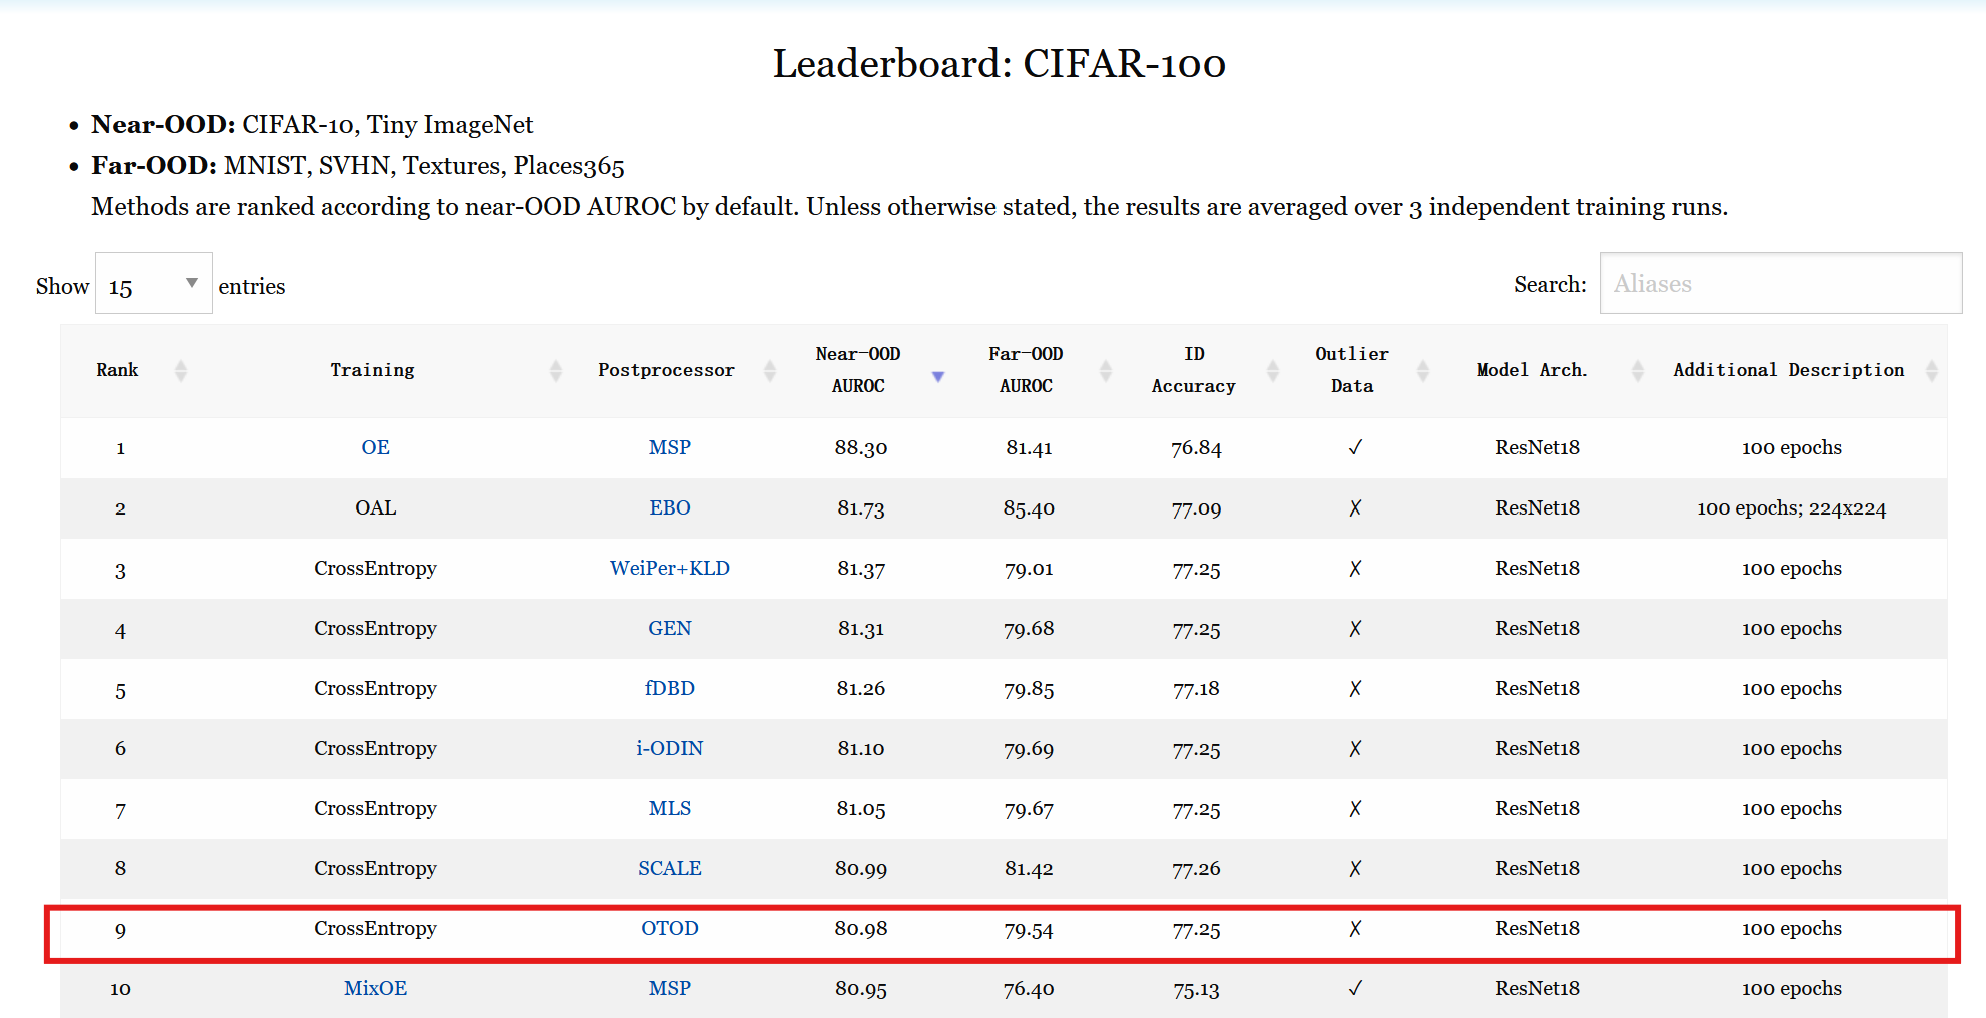 Leaderboard: CIFAR-100
• Near-OOD: CIFAR-10, Tiny ImageNet
• Far-OOD: MNIST, SVHN, Textures, Places365
Methods are ranked according to near-OOD AUROC by default. Unless otherwise stated, the results are averaged over 3 independent training runs.
Show 15 entries Search: Aliases
Rank Training Postprocessor Near-OOD AUROC Far-OOD AUROC ID Accuracy Outlier Data Model Arch. Additional Description
1 OE MSP 88.30 81.41 76.84 ✓ ResNet18 100 epochs
2 OAL EBO 81.73 85.40 77.09 ✗ ResNet18 100 epochs; 224x224
3 CrossEntropy WeiPer+KLD 81.37 79.01 77.25 ✗ ResNet18 100 epochs
4 CrossEntropy GEN 81.31 79.68 77.25 ✗ ResNet18 100 epochs
5 CrossEntropy fDBD 81.26 79.85 77.18 ✗ ResNet18 100 epochs
6 CrossEntropy i-ODIN 81.10 79.69 77.25 ✗ ResNet18 100 epochs
7 CrossEntropy MLS 81.05 79.67 77.25 ✗ ResNet18 100 epochs
8 CrossEntropy SCALE 80.99 81.42 77.26 ✗ ResNet18 100 epochs
9 CrossEntropy OTOD 80.98 79.54 77.25 ✗ ResNet18 100 epochs
10 MixOE MSP 80.95 76.40 75.13 ✓ ResNet18 100 epochs